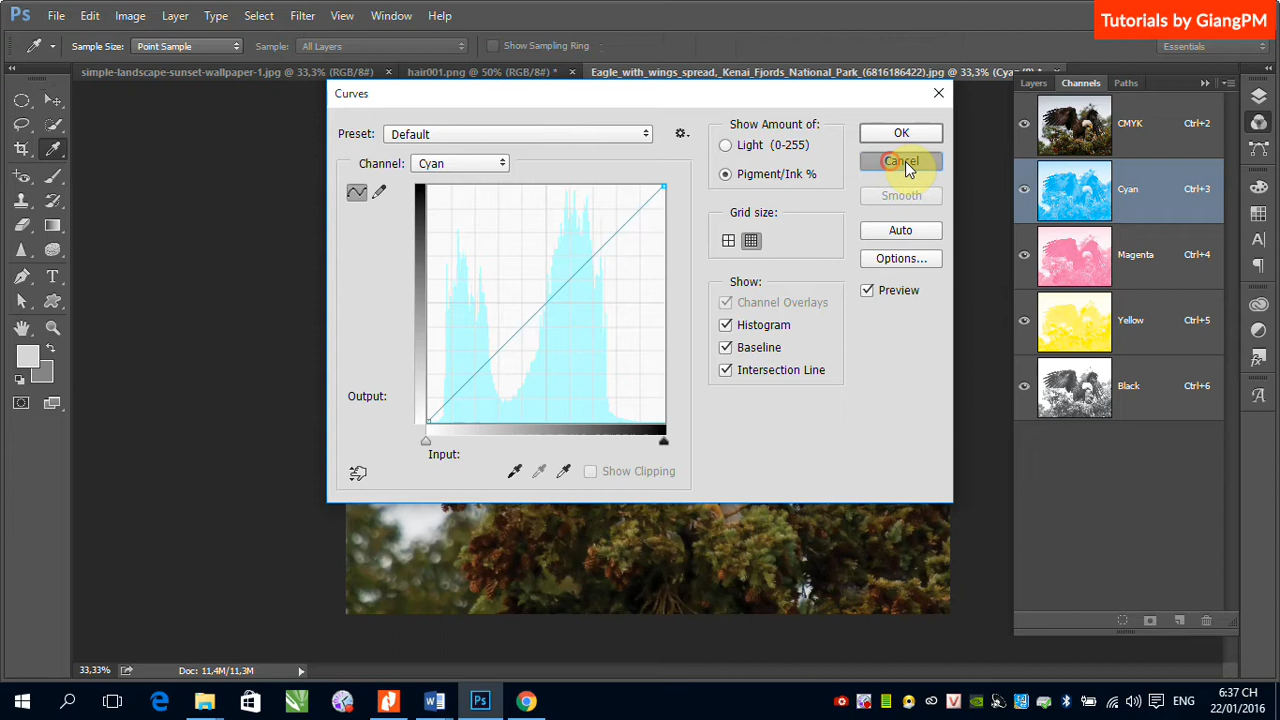 Ps File Edit Image Layer Type Select Filter View Window Help
Tutorials by GiangPM
Sample Size: Point Sample Sample: All Layers Show Sampling Ring Essentials
simple-landscape-sunset-wallpaper-1.jpg @ 33,3% (RGB/8#) × hair001.png @ 50% (RGB/8#) * × Eagle_with_wings_spread,_Kenai_Fjords_National_Park_(6816186422).jpg @ 33,3% (Cyan/8) * ×
Layers Channels Paths
Curves
Preset: Default
Channel: Cyan
Show Amount of:
Light (0-255)
Pigment/Ink %
Grid size:
Show:
Channel Overlays
Histogram
Baseline
Intersection Line
OK
Cancel
Smooth
Auto
Options...
Preview
Output:
Input:
Show Clipping
CMYK Ctrl+2
Cyan Ctrl+3
Magenta Ctrl+4
Yellow Ctrl+5
Black Ctrl+6
33,33% Doc: 11,4M/11,3M
6:37 CH
22/01/2016